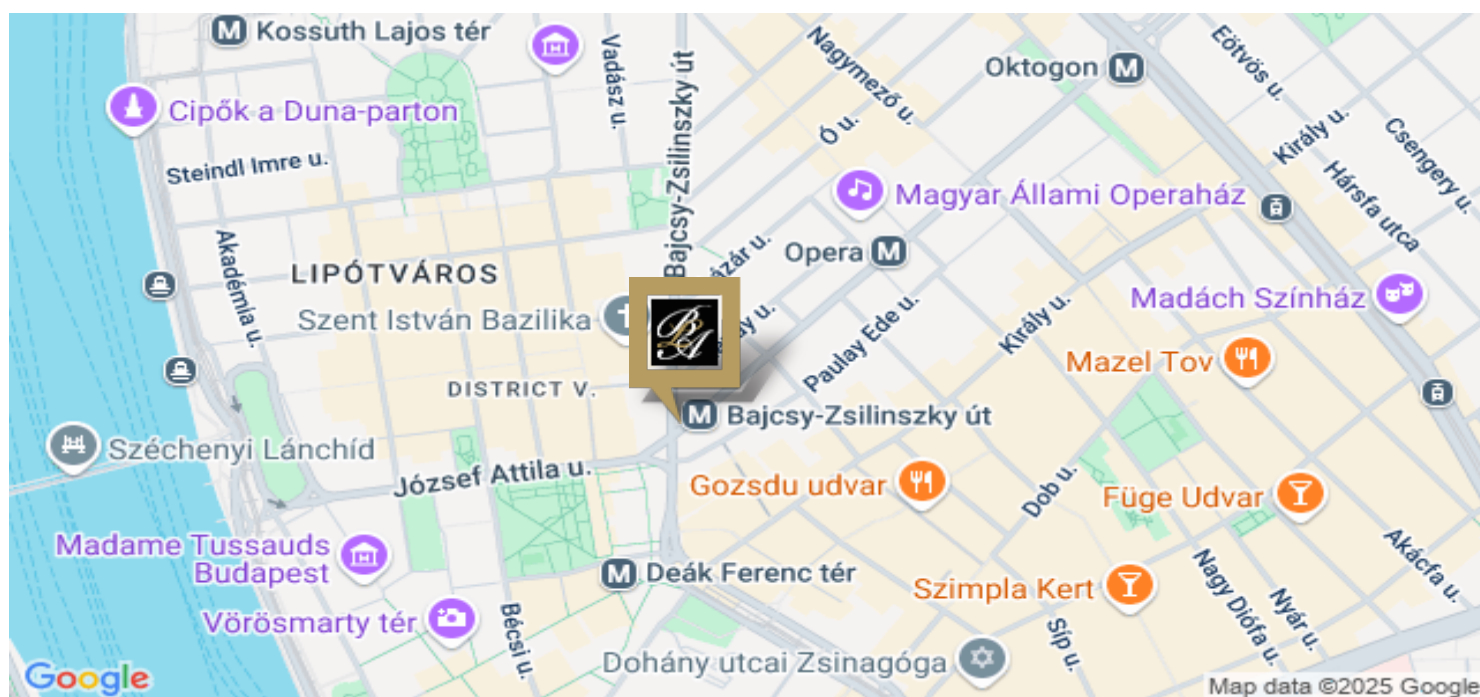 Kossuth Lajos tér
Cipők a Duna-parton
Steindl Imre u.
Vadász u.
Bajcsy-Zsilinszky út
Nagymező u.
Ó u.
Oktogon
Eötvös u.
Király u.
Csengery u.
Hársfa utca
Magyar Állami Operaház
Opera
Akadémia u.
LIPÓTVÁROS
Szent István Bazilika
Madách Színház
Király u.
Paulay Ede u.
Mazel Tov
DISTRICT V.
Bajcsy-Zsilinszky út
Széchenyi Lánchíd
József Attila u.
Gozsdu udvar
Dob u.
Füge Udvar
Madame Tussauds
Budapest
Deák Ferenc tér
Akácfa u.
Szimpla Kert
Nagy Diófa u.
Nyár u.
Vörösmarty tér
Bécsi u.
Síp u.
Dohány utcai Zsinagóga
Google
Map data ©2025 Google